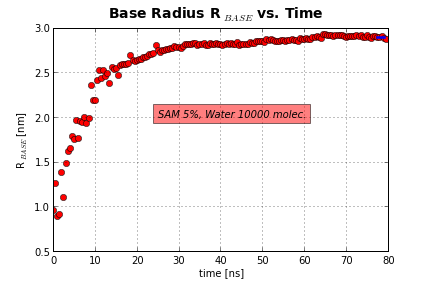 Base Radius R BASE vs. Time
3.0
2.5
2.0
1.5
1.0
0.5
R BASE [nm]
SAM 5%, Water 10000 molec.
0 10 20 30 40 50 60 70 80
time [ns]